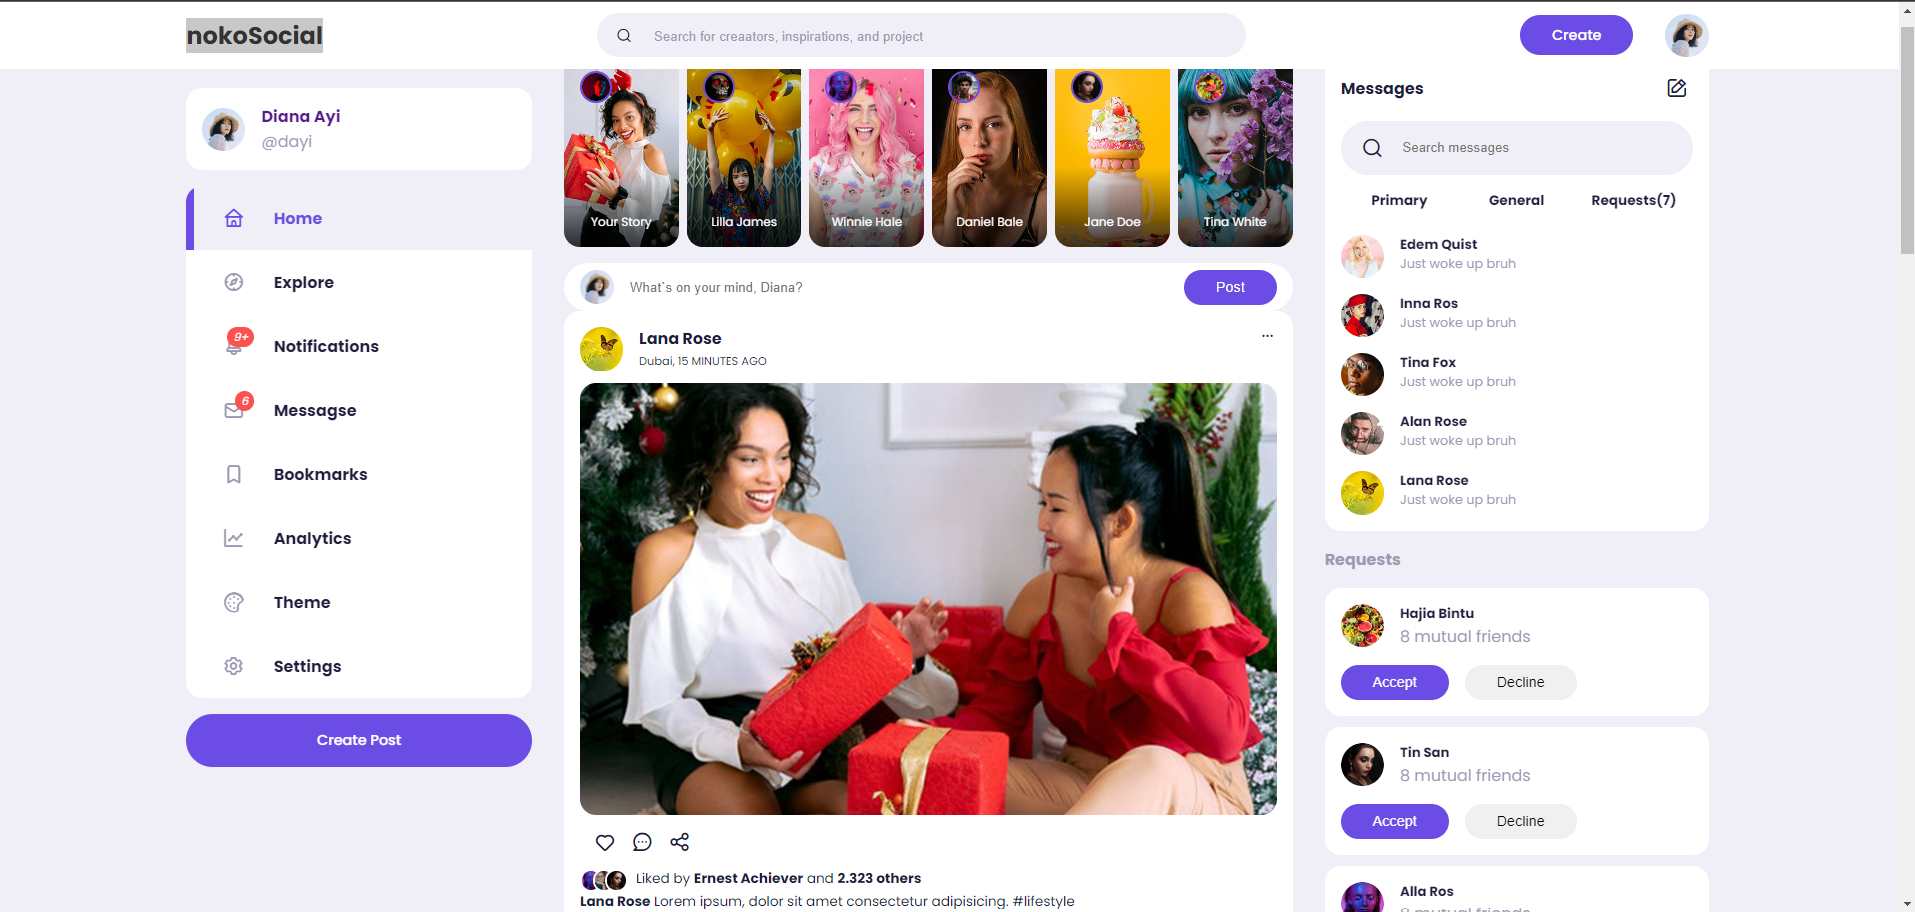 nokoSocial
Search for creaators, inspirations, and project
Create
Diana Ayi
@dayi
Home
Explore
9+
Notifications
6
Messagse
Bookmarks
Analytics
Theme
Settings
Create Post
Your Story
Lilla James
Winnie Hale
Daniel Bale
Jane Doe
Tina White
What`s on your mind, Diana?
Post
Lana Rose
Dubai, 15 MINUTES AGO
Liked by Ernest Achiever and 2.323 others
Lana Rose Lorem ipsum, dolor sit amet consectetur adipisicing. #lifestyle
Messages
Search messages
Primary General Requests(7)
Edem Quist
Just woke up bruh
Inna Ros
Just woke up bruh
Tina Fox
Just woke up bruh
Alan Rose
Just woke up bruh
Lana Rose
Just woke up bruh
Requests
Hajia Bintu
8 mutual friends
Accept Decline
Tin San
8 mutual friends
Accept Decline
Alla Ros
8 mutual friends